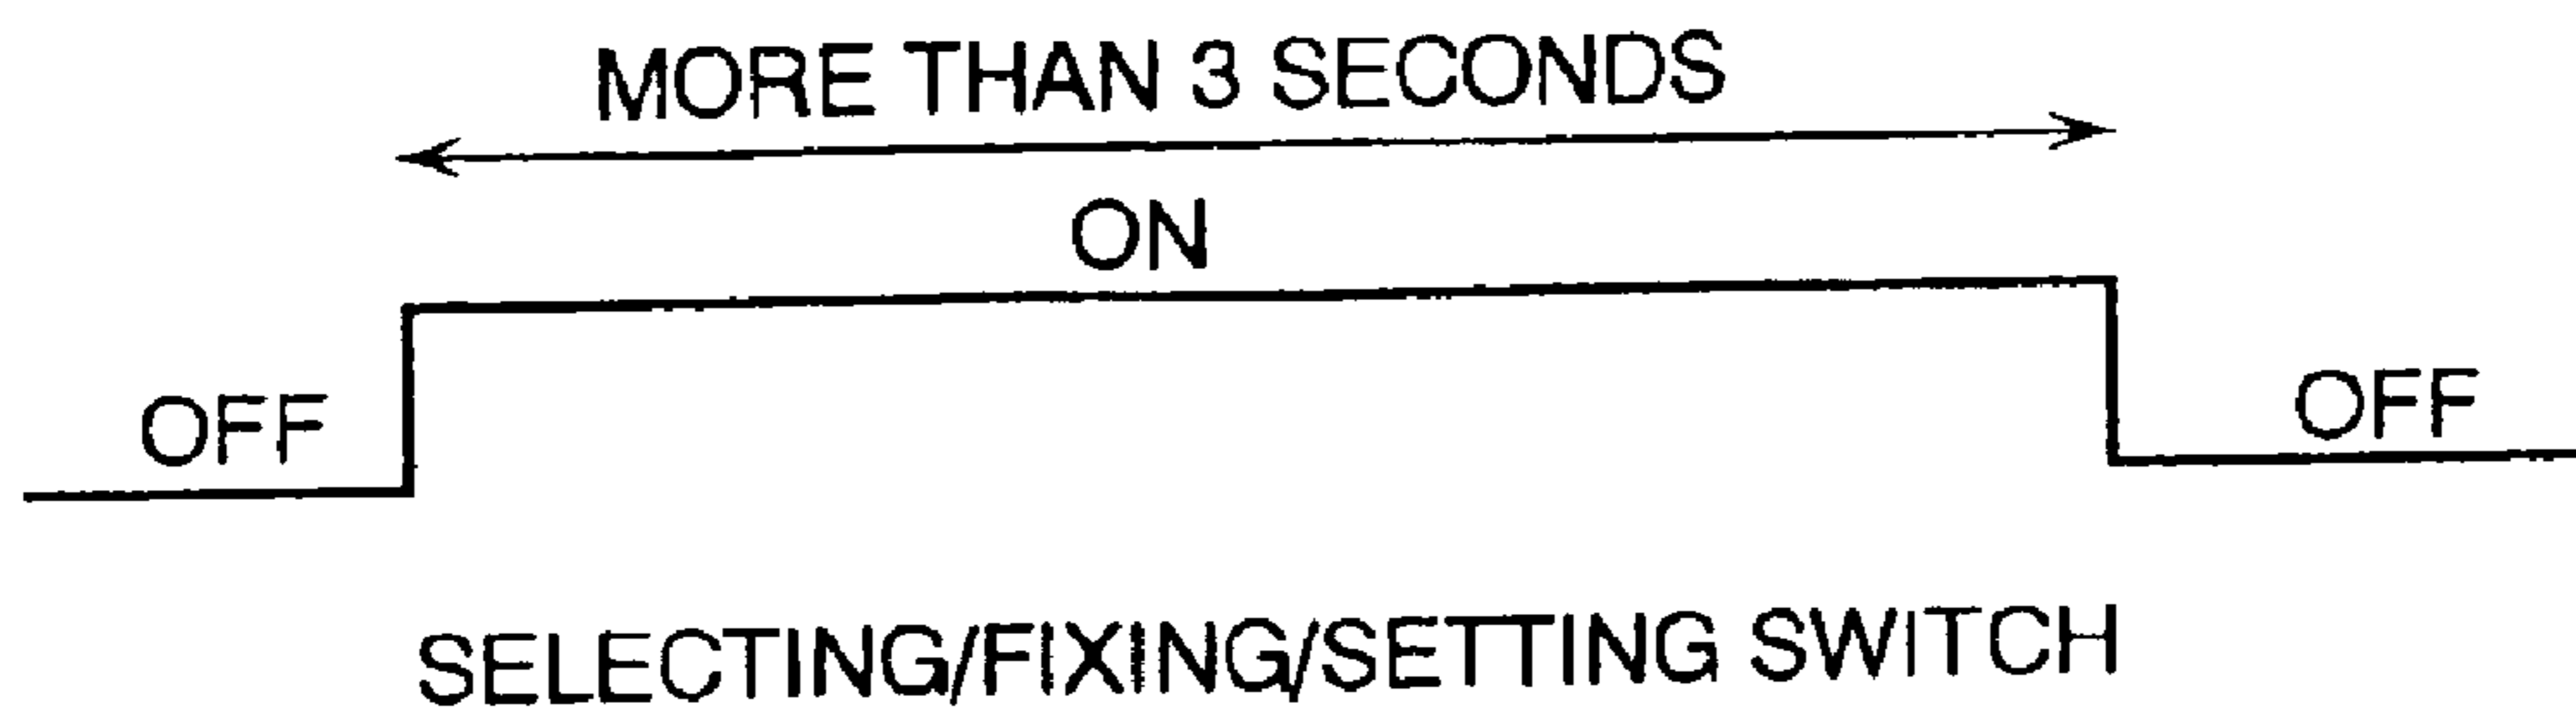 MORE THAN 3 SECONDS
ON
OFF
OFF
SELECTING/FIXING/SETTING SWITCH